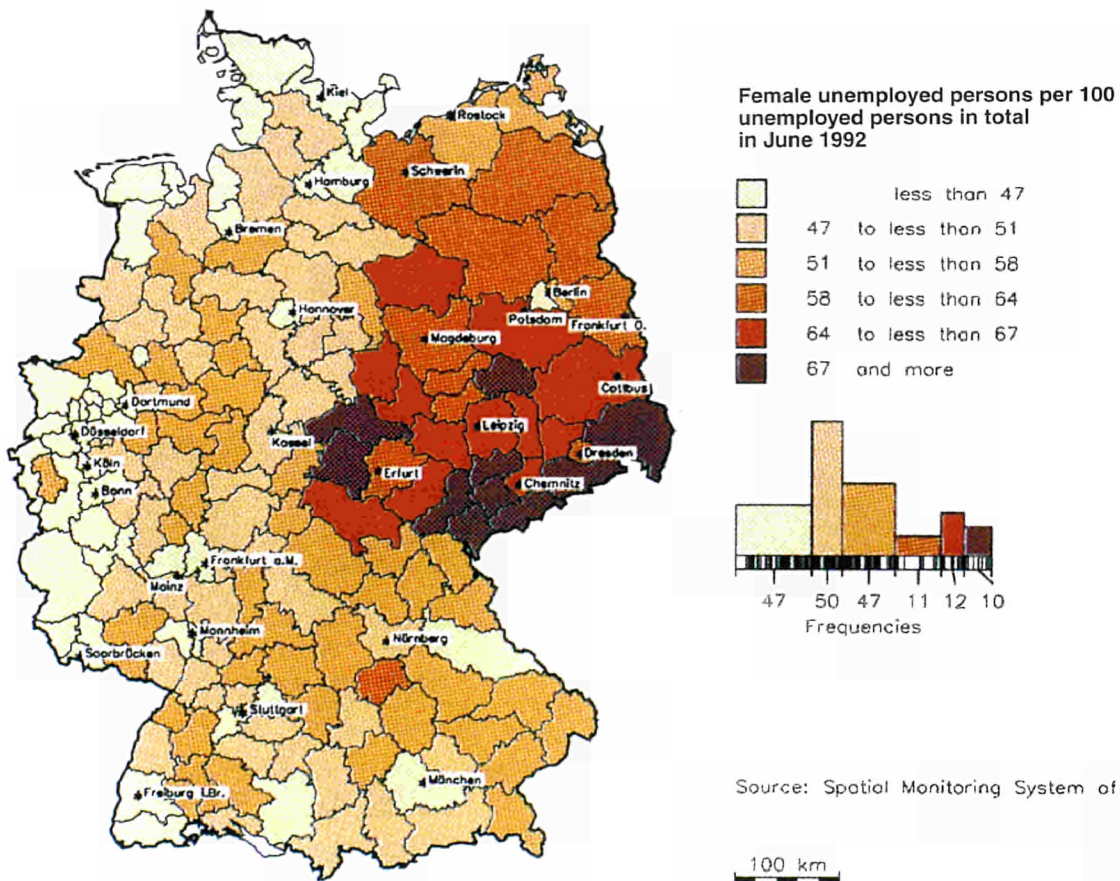 Female unemployed persons per 100
unemployed persons in total
in June 1992
less than 47
47 to less than 51
51 to less than 58
58 to less than 64
64 to less than 67
67 and more
47 50 47 11 12 10
Frequencies
Source: Spatial Monitoring System of
100 km
Kiel
Rostock
Schwerin
Hamburg
Bremen
Berlin
Hannover
Potsdam
Frankfurt O.
Magdeburg
Cottbus
Dortmund
Leipzig
Düsseldorf
Kassel
Dresden
Köln
Erfurt
Chemnitz
Bonn
Frankfurt a.M.
Mainz
Mannheim
Nürnberg
Saarbrücken
Stuttgart
München
Freiburg i.Br.